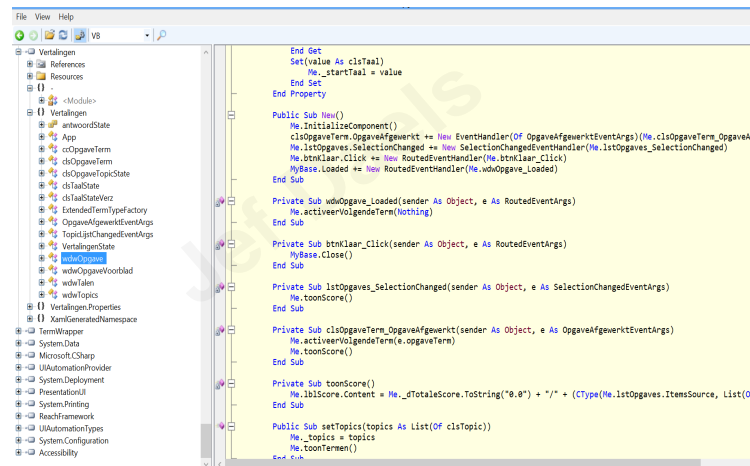 File View Help
V8
Vertalingen
References
Resources
{} -
<Module>
{} Vertalingen
antwoordState
App
ccOpgaveTerm
clsOpgaveTerm
clsOpgaveTopicState
clsTaalState
clsTaalStateVerz
ExtendedTermTypeFactory
OpgaveAfgewerktEventArgs
TopicLijstChangedEventArgs
VertalingenState
wdwOpgave
wdwOpgaveVoorblad
wdwTalen
wdwTopics
{} Vertalingen.Properties
{} XamlGeneratedNamespace
TermWrapper
System.Data
Microsoft.CSharp
UIAutomationProvider
System.Deployment
PresentationUI
System.Printing
ReachFramework
UIAutomationTypes
System.Configuration
Accessibility
End Get
Set(value As clsTaal)
Me._startTaal = value
End Set
End Property
Public Sub New()
Me.InitializeComponent()
clsOpgaveTerm.OpgaveAfgewerkt += New EventHandler(Of OpgaveAfgewerktEventArgs)(Me.clsOpgaveTerm_OpgaveA
Me.lstOpgaves.SelectionChanged += New SelectionChangedEventHandler(Me.lstOpgaves_SelectionChanged)
Me.btnKlaar.Click += New RoutedEventHandler(Me.btnKlaar_Click)
MyBase.Loaded += New RoutedEventHandler(Me.wdwOpgave_Loaded)
End Sub
Private Sub wdwOpgave_Loaded(sender As Object, e As RoutedEventArgs)
Me.activeerVolgendeTerm(Nothing)
End Sub
Private Sub btnKlaar_Click(sender As Object, e As RoutedEventArgs)
MyBase.Close()
End Sub
Private Sub lstOpgaves_SelectionChanged(sender As Object, e As SelectionChangedEventArgs)
Me.toonScore()
End Sub
Private Sub clsOpgaveTerm_OpgaveAfgewerkt(sender As Object, e As OpgaveAfgewerktEventArgs)
Me.activeerVolgendeTerm(e.opgaveTerm)
Me.toonScore()
End Sub
Private Sub toonScore()
Me.lblScore.Content = Me._dTotaleScore.ToString("0.0") + "/" + (CType(Me.lstOpgaves.ItemsSource, List(O
End Sub
Public Sub setTopics(topics As List(Of clsTopic))
Me._topics = topics
Me.toonTermen()
End Sub